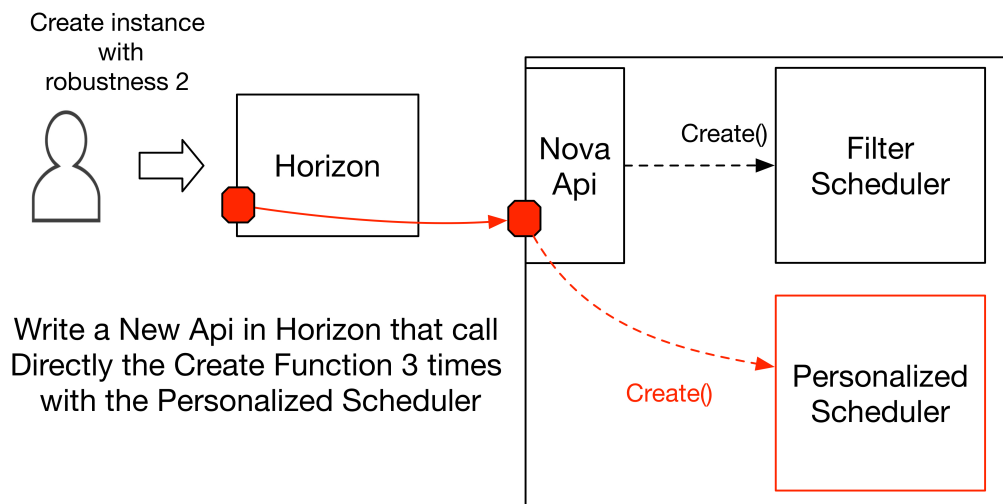 Create instance
with
robustness 2
Horizon
Nova
Api
Create()
Filter
Scheduler
Write a New Api in Horizon that call
Directly the Create Function 3 times
with the Personalized Scheduler
Create()
Personalized
Scheduler